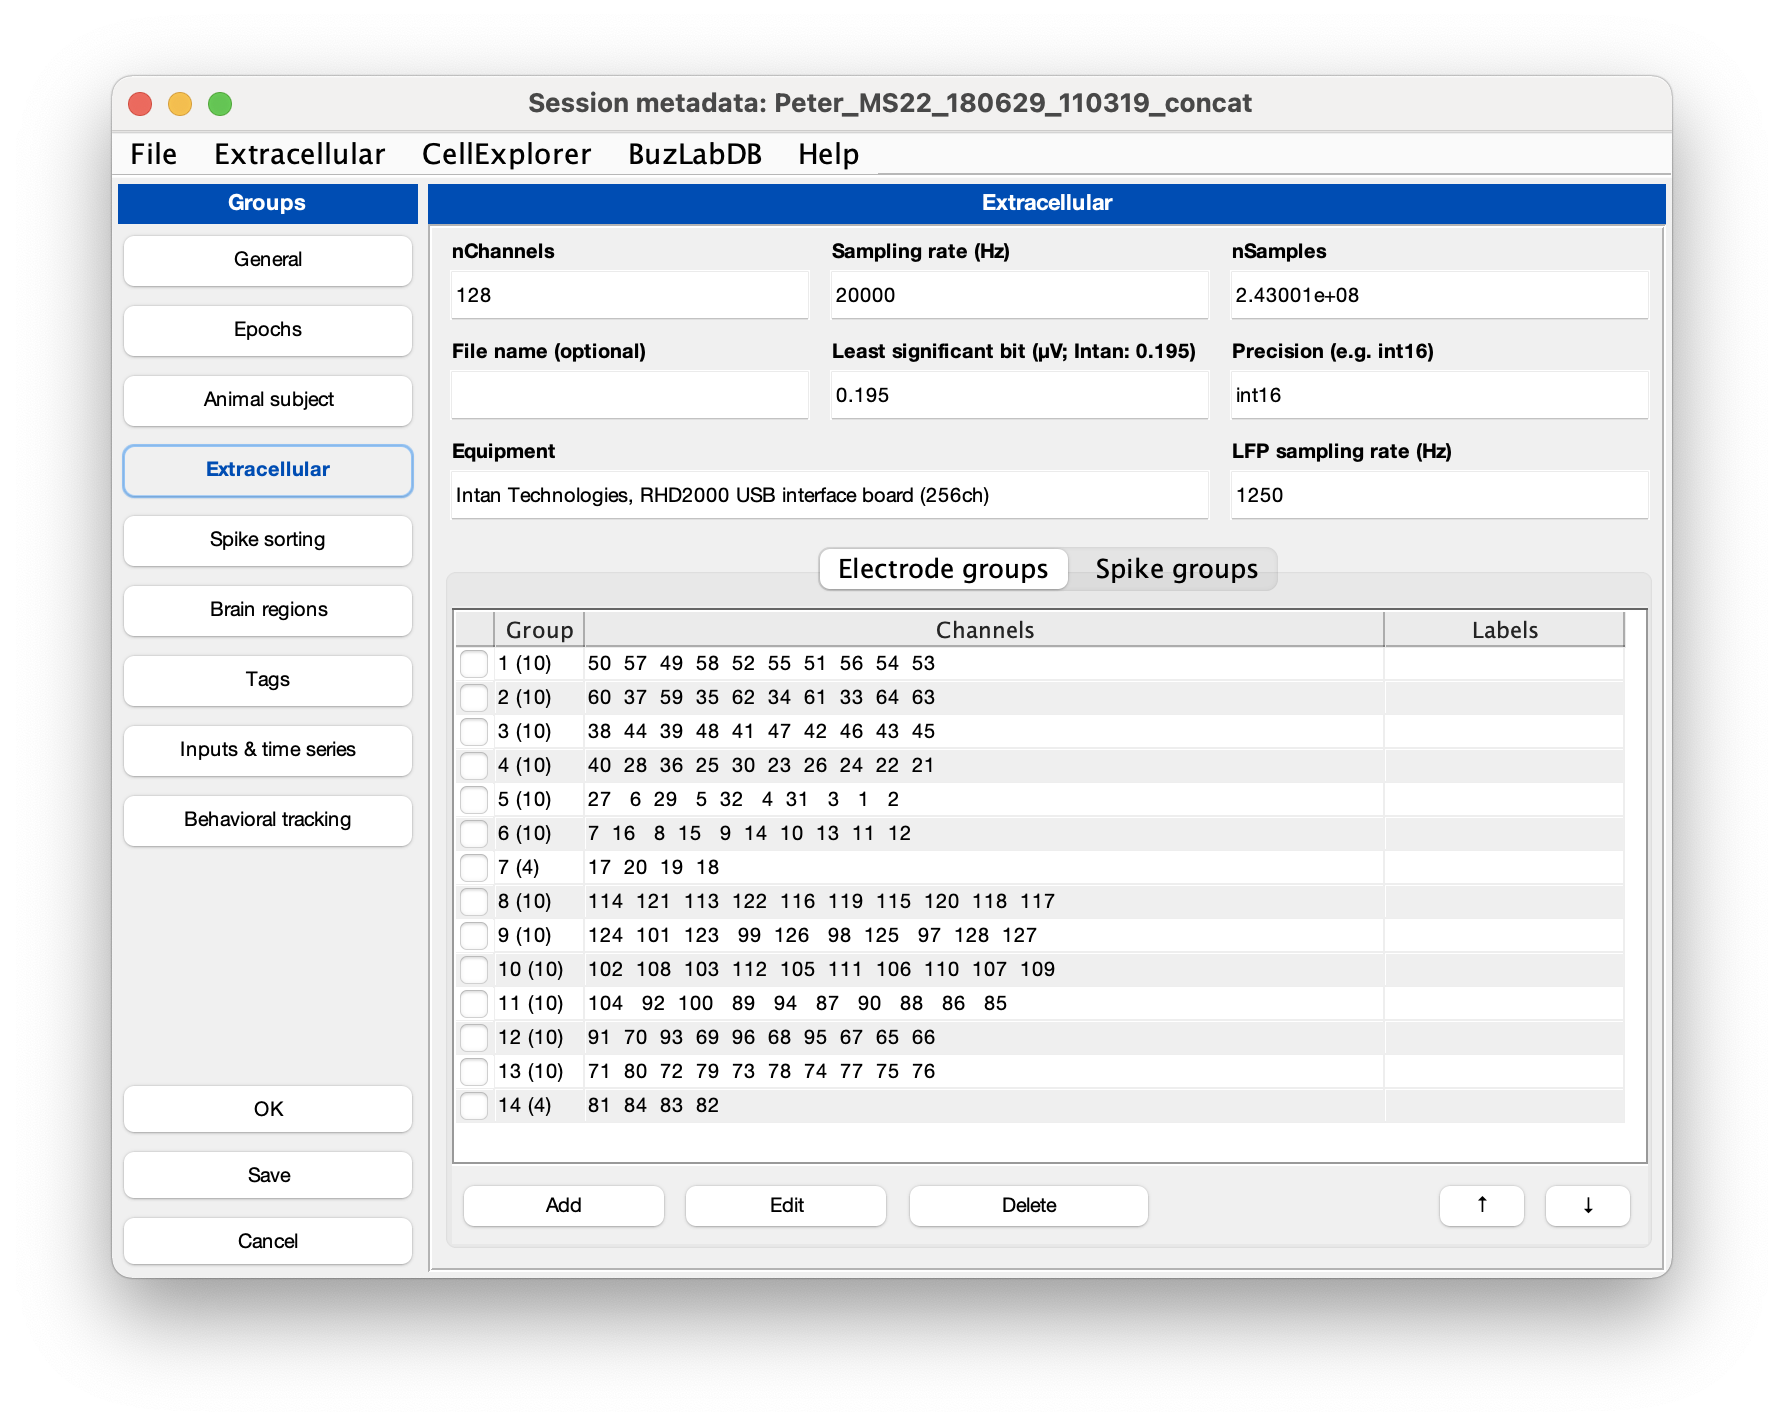 Session metadata: Peter_MS22_180629_110319_concat
File Extracellular CellExplorer BuzLabDB Help
Groups
General
Epochs
Animal subject
Extracellular
Spike sorting
Brain regions
Tags
Inputs & time series
Behavioral tracking
OK
Save
Cancel
Extracellular
nChannels Sampling rate (Hz) nSamples
128 20000 2.43001e+08
File name (optional) Least significant bit (µV; Intan: 0.195) Precision (e.g. int16)
0.195 int16
Equipment LFP sampling rate (Hz)
Intan Technologies, RHD2000 USB interface board (256ch) 1250
Electrode groups Spike groups
Group Channels Labels
1 (10) 50 57 49 58 52 55 51 56 54 53
2 (10) 60 37 59 35 62 34 61 33 64 63
3 (10) 38 44 39 48 41 47 42 46 43 45
4 (10) 40 28 36 25 30 23 26 24 22 21
5 (10) 27 6 29 5 32 4 31 3 1 2
6 (10) 7 16 8 15 9 14 10 13 11 12
7 (4) 17 20 19 18
8 (10) 114 121 113 122 116 119 115 120 118 117
9 (10) 124 101 123 99 126 98 125 97 128 127
10 (10) 102 108 103 112 105 111 106 110 107 109
11 (10) 104 92 100 89 94 87 90 88 86 85
12 (10) 91 70 93 69 96 68 95 67 65 66
13 (10) 71 80 72 79 73 78 74 77 75 76
14 (4) 81 84 83 82
Add Edit Delete ↑ ↓